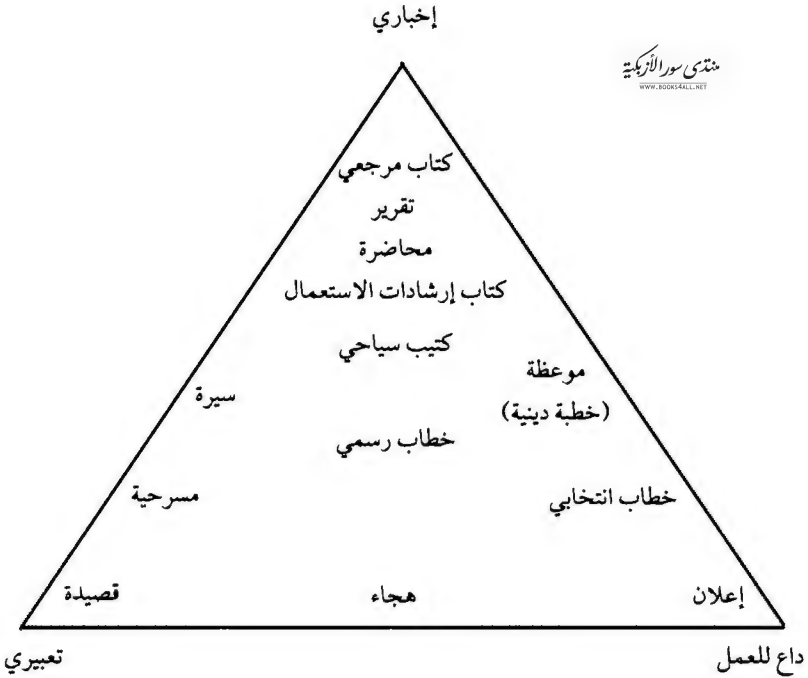 إخباري
منتدى سور الأزبكية
WWW.BOOKS4ALL.NET
كتاب مرجعي
تقرير
محاضرة
كتاب إرشادات الاستعمال
كتيب سياحي
موعظة
(خطبة دينية)
سيرة
خطاب رسمي
خطاب انتخابي
مسرحية
إعلان
هجاء
قصيدة
داع للعمل
تعبيري